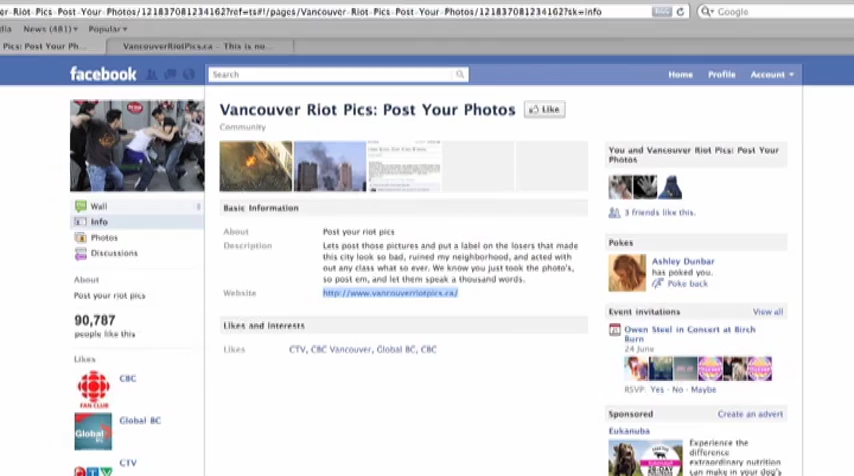 Riot Pics Post Your Photos/121837081234162?ref=ts#!/pages/Vancouver Riot Pics Post Your Photos/121837081234162?sk=info
Google
dia News (481) Popular
Pics: Post Your Ph...
VancouverRiotPics.ca – This is no...
facebook
Search
Home Profile Account
Vancouver Riot Pics: Post Your Photos
Like
Community
Wall
Info
Photos
Discussions
About
Post your riot pics
90,787
people like this
Likes
CBC
FAN CLUB
Global BC
Global
BC
CTV
Basic Information
About Post your riot pics
Description Lets post those pictures and put a label on the losers that made
this city look so bad, ruined my neighborhood, and acted with
out any class what so ever. We know you just took the photo's,
so post em, and let them speak a thousand words.
Website http://www.vancouverriotpics.ca/
Likes and Interests
Likes CTV, CBC Vancouver, Global BC, CBC
You and Vancouver Riot Pics: Post Your
Photos
3 friends like this.
Pokes
Ashley Dunbar
has poked you.
Poke back
Event invitations View all
Owen Steel in Concert at Birch
Burn
24 June
RSVP: Yes · No · Maybe
Sponsored Create an advert
Eukanuba
Experience the
difference
extraordinary nutrition
can make in your dog's